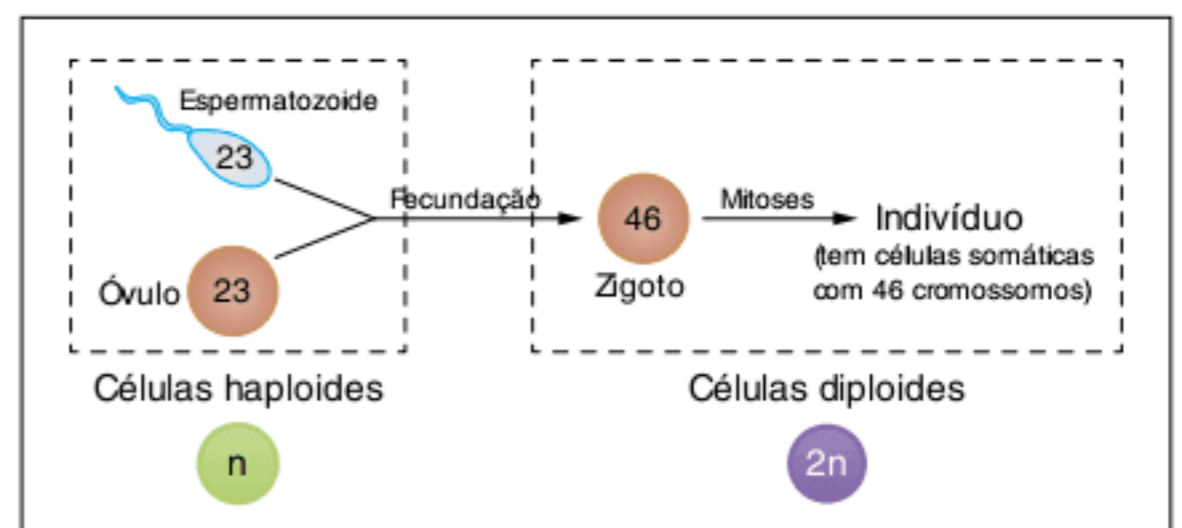 Espermatozoide
23
Fecundação
46
Mitoses
Indivíduo
(tem células somáticas
com 46 cromossomos)
Óvulo
23
Zigoto
Células haploides
Células diploides
n
2n